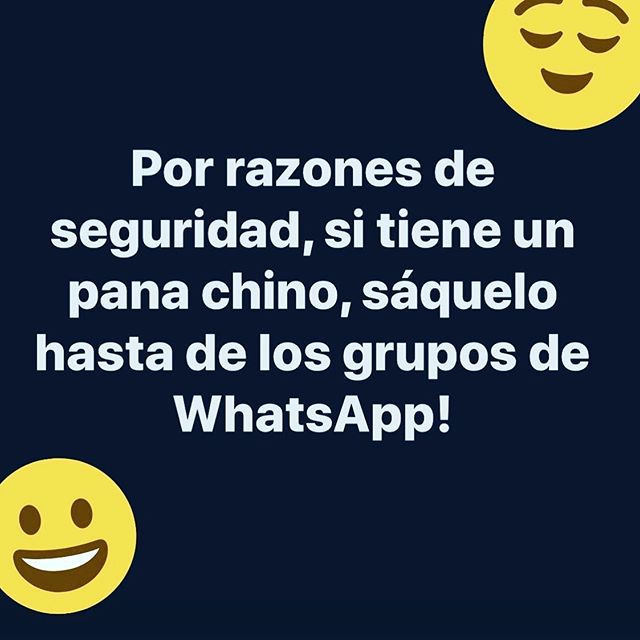 Por razones de
seguridad, si tiene un
pana chino, sáquelo
hasta de los grupos de
WhatsApp!